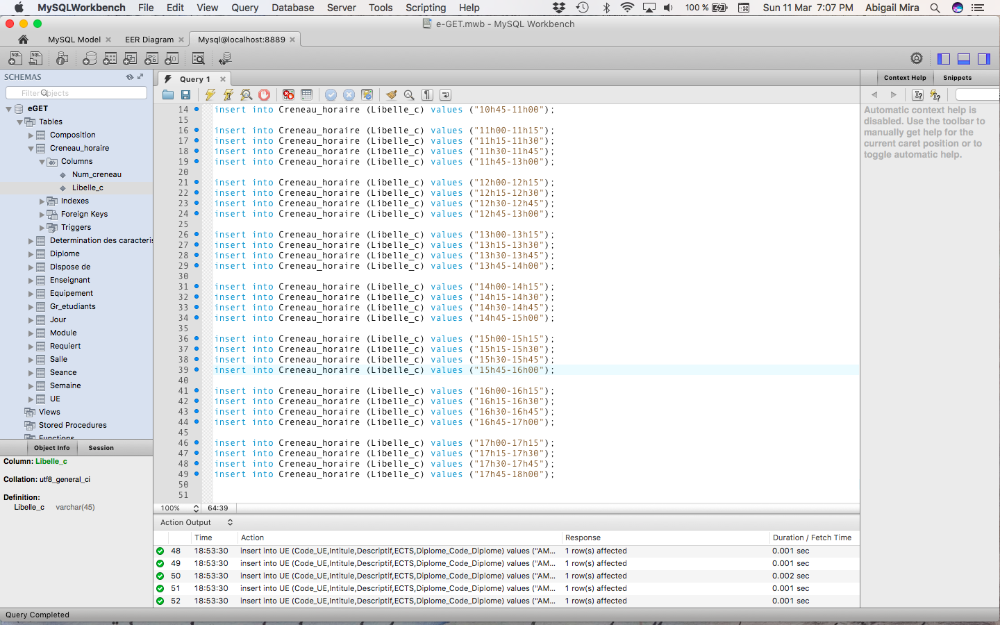 MySQLWorkbench File Edit View Query Database Server Tools Scripting Help 100 % Sun 11 Mar 7:07 PM Abigail Mira
e-GET.mwb - MySQL Workbench
MySQL Model EER Diagram Mysql@localhost:8889
SCHEMAS
Filter objects
eGET
Tables
Composition
Creneau_horaire
Columns
Num_creneau
Libelle_c
Indexes
Foreign Keys
Triggers
Determination des caracteris
Diplome
Dispose de
Enseignant
Equipement
Gr_etudiants
Jour
Module
Requiert
Salle
Seance
Semaine
UE
Views
Stored Procedures
Functions
Object Info Session
Column: Libelle_c
Collation: utf8_general_ci
Definition:
Libelle_c varchar(45)
Query 1
14 insert into Creneau_horaire (Libelle_c) values ("10h45-11h00");
15
16 insert into Creneau_horaire (Libelle_c) values ("11h00-11h15");
17 insert into Creneau_horaire (Libelle_c) values ("11h15-11h30");
18 insert into Creneau_horaire (Libelle_c) values ("11h30-11h45");
19 insert into Creneau_horaire (Libelle_c) values ("11h45-13h00");
20
21 insert into Creneau_horaire (Libelle_c) values ("12h00-12h15");
22 insert into Creneau_horaire (Libelle_c) values ("12h15-12h30");
23 insert into Creneau_horaire (Libelle_c) values ("12h30-12h45");
24 insert into Creneau_horaire (Libelle_c) values ("12h45-13h00");
25
26 insert into Creneau_horaire (Libelle_c) values ("13h00-13h15");
27 insert into Creneau_horaire (Libelle_c) values ("13h15-13h30");
28 insert into Creneau_horaire (Libelle_c) values ("13h30-13h45");
29 insert into Creneau_horaire (Libelle_c) values ("13h45-14h00");
30
31 insert into Creneau_horaire (Libelle_c) values ("14h00-14h15");
32 insert into Creneau_horaire (Libelle_c) values ("14h15-14h30");
33 insert into Creneau_horaire (Libelle_c) values ("14h30-14h45");
34 insert into Creneau_horaire (Libelle_c) values ("14h45-15h00");
35
36 insert into Creneau_horaire (Libelle_c) values ("15h00-15h15");
37 insert into Creneau_horaire (Libelle_c) values ("15h15-15h30");
38 insert into Creneau_horaire (Libelle_c) values ("15h30-15h45");
39 insert into Creneau_horaire (Libelle_c) values ("15h45-16h00");
40
41 insert into Creneau_horaire (Libelle_c) values ("16h00-16h15");
42 insert into Creneau_horaire (Libelle_c) values ("16h15-16h30");
43 insert into Creneau_horaire (Libelle_c) values ("16h30-16h45");
44 insert into Creneau_horaire (Libelle_c) values ("16h45-17h00");
45
46 insert into Creneau_horaire (Libelle_c) values ("17h00-17h15");
47 insert into Creneau_horaire (Libelle_c) values ("17h15-17h30");
48 insert into Creneau_horaire (Libelle_c) values ("17h30-17h45");
49 insert into Creneau_horaire (Libelle_c) values ("17h45-18h00");
50
51
100% 64:39
Action Output
Time Action Response Duration / Fetch Time
48 18:53:30 insert into UE (Code_UE,Intitule,Descriptif,ECTS,Diplome_Code_Diplome) values ("AM... 1 row(s) affected 0.001 sec
49 18:53:30 insert into UE (Code_UE,Intitule,Descriptif,ECTS,Diplome_Code_Diplome) values ("AM... 1 row(s) affected 0.001 sec
50 18:53:30 insert into UE (Code_UE,Intitule,Descriptif,ECTS,Diplome_Code_Diplome) values ("AM... 1 row(s) affected 0.002 sec
51 18:53:30 insert into UE (Code_UE,Intitule,Descriptif,ECTS,Diplome_Code_Diplome) values ("AM... 1 row(s) affected 0.001 sec
52 18:53:30 insert into UE (Code_UE,Intitule,Descriptif,ECTS,Diplome_Code_Diplome) values ("AM... 1 row(s) affected 0.001 sec
Context Help Snippets
Automatic context help is
disabled. Use the toolbar to
manually get help for the
current caret position or to
toggle automatic help.
Query Completed